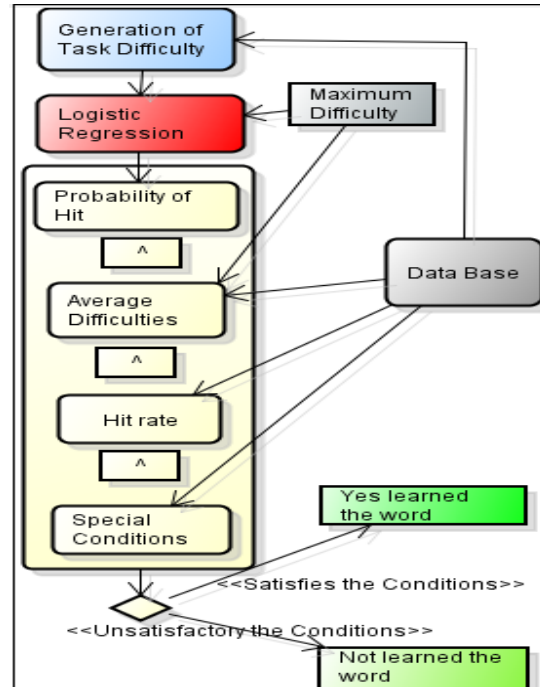 Generation of
Task Difficulty
Logistic
Regression
Maximum
Difficulty
Probability of
Hit
^
Average
Difficulties
Data Base
^
Hit rate
^
Special
Conditions
Yes learned
the word
<<Satisfies the Conditions>>
<<Unsatisfactory the Conditions>>
Not learned the
word